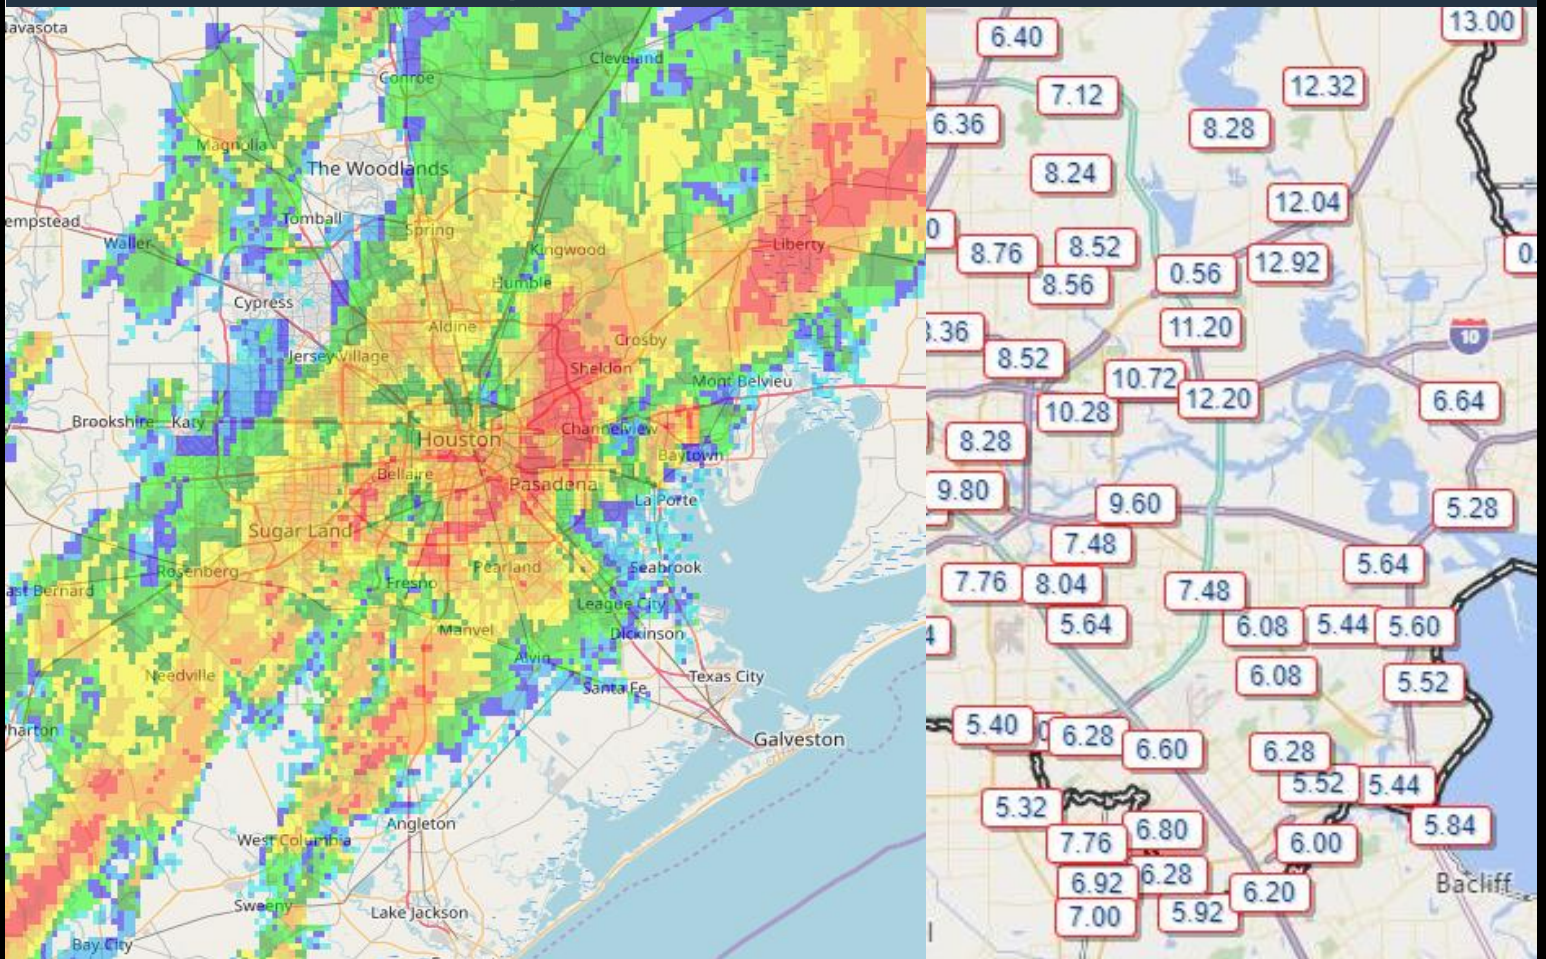 avasota
Cleveland
Conroe
Magnolia
The Woodlands
Tomball
empstead
Spring
Waller
Kingwood
Liberty
Humble
Cypress
Aldine
Crosby
Jersey Village
Sheldon
Mont Belvieu
Brookshire
Katy
Channelview
Houston
Baytown
Bellaire
Pasadena
La Porte
Sugar Land
Seabrook
Rosenberg
Pearland
Fresno
ast Bernard
League City
Manvel
Dickinson
Alvin
Needville
Texas City
Santa Fe
harton
Galveston
Angleton
West Columbia
Sweeny
Lake Jackson
Bay City
13.00
6.40
12.32
7.12
6.36
8.28
8.24
12.04
0
8.76
8.52
12.92
0.
8.56
0.56
.36
11.20
10
8.52
10.72
12.20
6.64
10.28
8.28
9.80
9.60
5.28
7.48
5.64
7.76
8.04
7.48
5.64
6.08
5.44
5.60
4
6.08
5.52
5.40
6.28
6.60
6.28
5.52
5.44
5.32
6.80
5.84
7.76
6.00
6.92
6.28
6.20
Bacliff
7.00
5.92